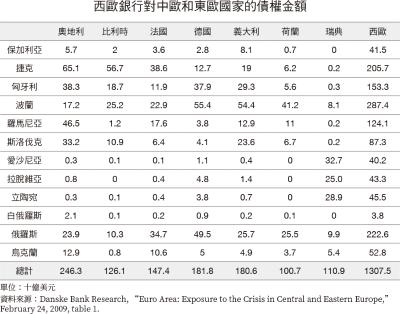 西歐銀行對中歐和東歐國家的債權金額
奧地利 比利時 法國 德國 義大利 荷蘭 瑞典 西歐
保加利亞 5.7 2 3.6 2.8 8.1 0.7 0 41.5
捷克 65.1 56.7 38.6 12.7 19 6.2 0.2 205.7
匈牙利 38.3 18.7 11.9 37.9 29.3 5.6 0.3 153.3
波蘭 17.2 25.2 22.9 55.4 54.4 41.2 8.1 287.4
羅馬尼亞 46.5 1.2 17.6 3.8 12.9 11 0.2 124.1
斯洛伐克 33.2 10.9 6.4 4.1 23.6 6.7 0.2 87.3
愛沙尼亞 0.3 0.1 0.1 1.1 0.4 0 32.7 40.2
拉脫維亞 0.8 0 0.4 4.8 1.4 0 25.0 43.3
立陶宛 0.3 0.1 0.4 3.8 0.7 0 28.9 45.5
白俄羅斯 2.1 0.1 0.2 0.9 0.2 0.1 0 3.8
俄羅斯 23.9 10.3 34.7 49.5 25.7 25.5 9.9 222.6
烏克蘭 12.9 0.8 10.6 5 4.9 3.7 5.4 52.8
總計 246.3 126.1 147.4 181.8 180.6 100.7 110.9 1307.5
單位：十億美元
資料來源：Danske Bank Research, “Euro Area: Exposure to the Crisis in Central and Eastern Europe,”
February 24, 2009, table 1.